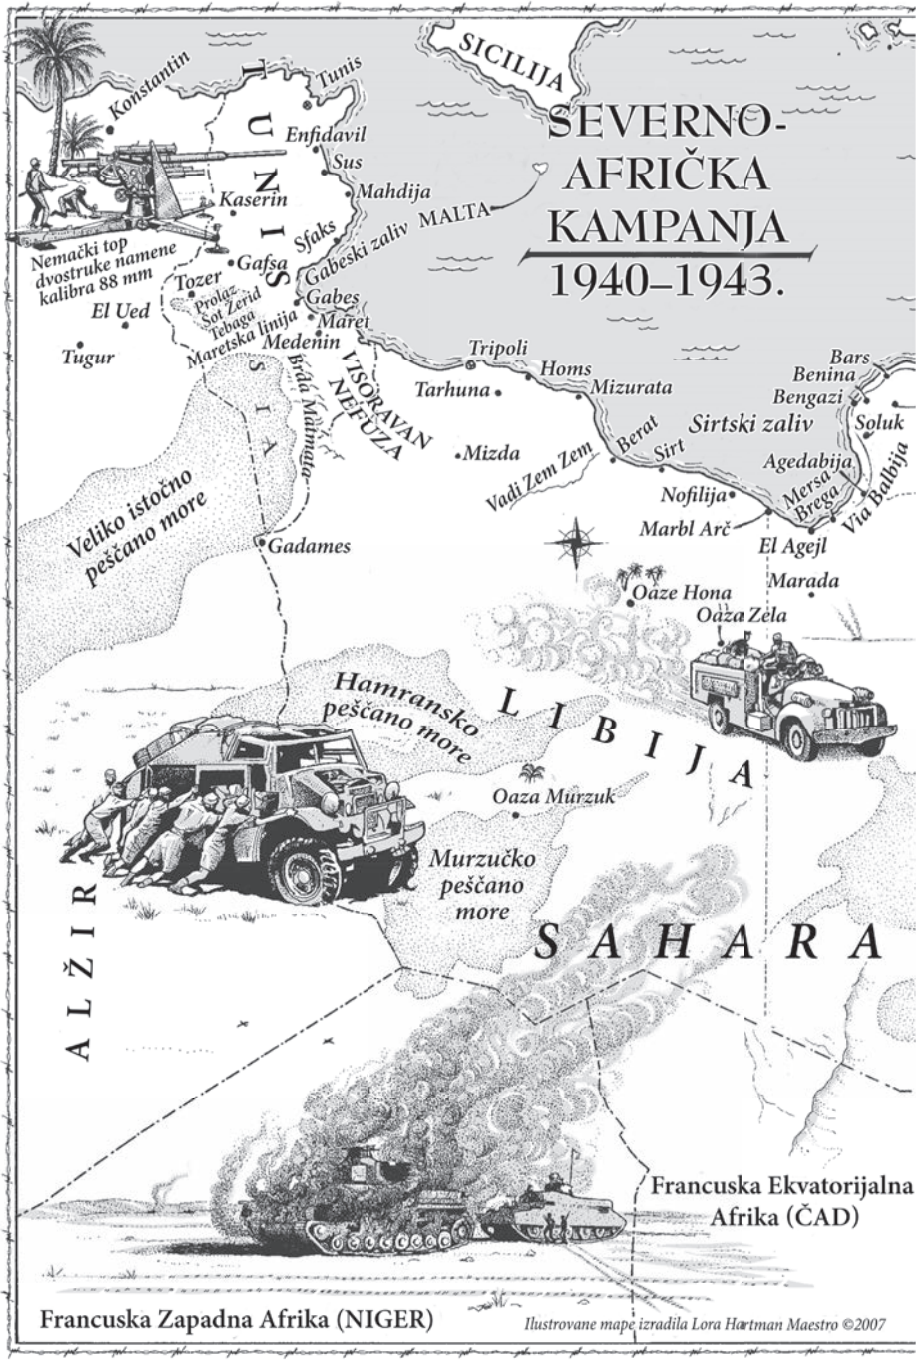 SICILIJA
SEVERNO-
AFRIČKA
KAMPANJA
1940–1943.
Konstantin
TUNIS
Tunis
Enfidavil
Sus
Mahdija
MALTA
Kaserin
Sfaks
Gabeski zaliv
Nemački top
dvostruke namene
kalibra 88 mm
Gafsa
Tozer
Prolaz
Šot Žerid
Tebaga
Maretska linija
Gabes
Maret
Medenin
El Ued
Tugur
SIA
Brda Matmata
VISORAVAN
NEFUZA
Tripoli
Homs
Tarhuna
Mizurata
Mizda
Bars
Benina
Bengazi
Soluk
Sirtski zaliv
Berat
Sirt
Vadi Zem Zem
Agedabija
Mersa
Brega
Via Balbija
Nofilija
Marbl Arč
El Agejl
Marada
Veliko istočno
peščano more
Gadames
Oaze Hona
Oaza Zela
Hamransko
peščano more
LIBIJA
Oaza Murzuk
Murzučko
peščano
more
ALŽIR
SAHARA
Francuska Ekvatorijalna
Afrika (ČAD)
Francuska Zapadna Afrika (NIGER)
Ilustrovane mape izradila Lora Hartman Maestro ©2007